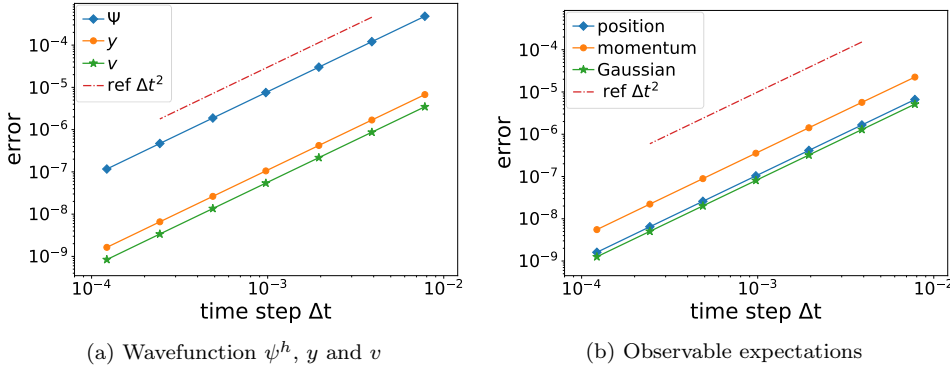 Ψ
y
v
ref Δt²
10⁻⁴
10⁻⁵
10⁻⁶
10⁻⁷
10⁻⁸
10⁻⁹
error
10⁻⁴
10⁻³
10⁻²
time step Δt
(a) Wavefunction ψʰ, y and v
position
momentum
Gaussian
ref Δt²
10⁻⁴
10⁻⁵
10⁻⁶
10⁻⁷
10⁻⁸
10⁻⁹
error
10⁻⁴
10⁻³
10⁻²
time step Δt
(b) Observable expectations